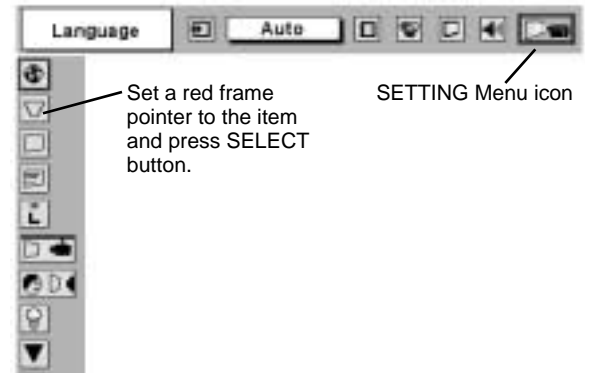 Language
Auto
Set a red frame
pointer to the item
and press SELECT
button.
SETTING Menu icon